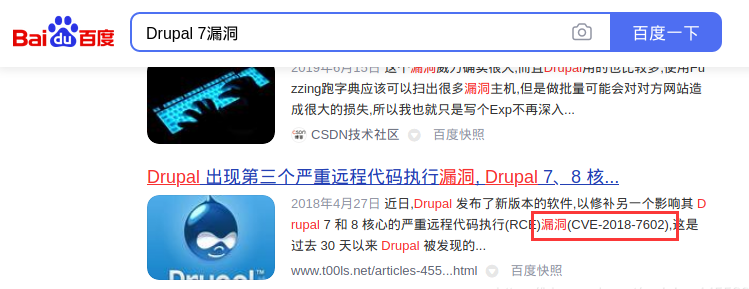 Bai du 百度
Drupal 7漏洞
百度一下
2019年6月15日 这个漏洞威力确实很大,而且Drupal用的也比较多,使用Fu
zzing跑字典应该可以扫出很多漏洞主机,但是做批量可能会对对方网站造
成很大的损失,所以我也就只是写个Exp不再深入...
CSDN技术社区
百度快照
Drupal 出现第三个严重远程代码执行漏洞, Drupal 7、8 核...
2018年4月27日 近日,Drupal 发布了新版本的软件,以修补另一个影响其 D
rupal 7 和 8 核心的严重远程代码执行(RCE)漏洞(CVE-2018-7602),这是
过去 30 天以来 Drupal 被发现的...
www.t00ls.net/articles-455...html
百度快照
Drupal™